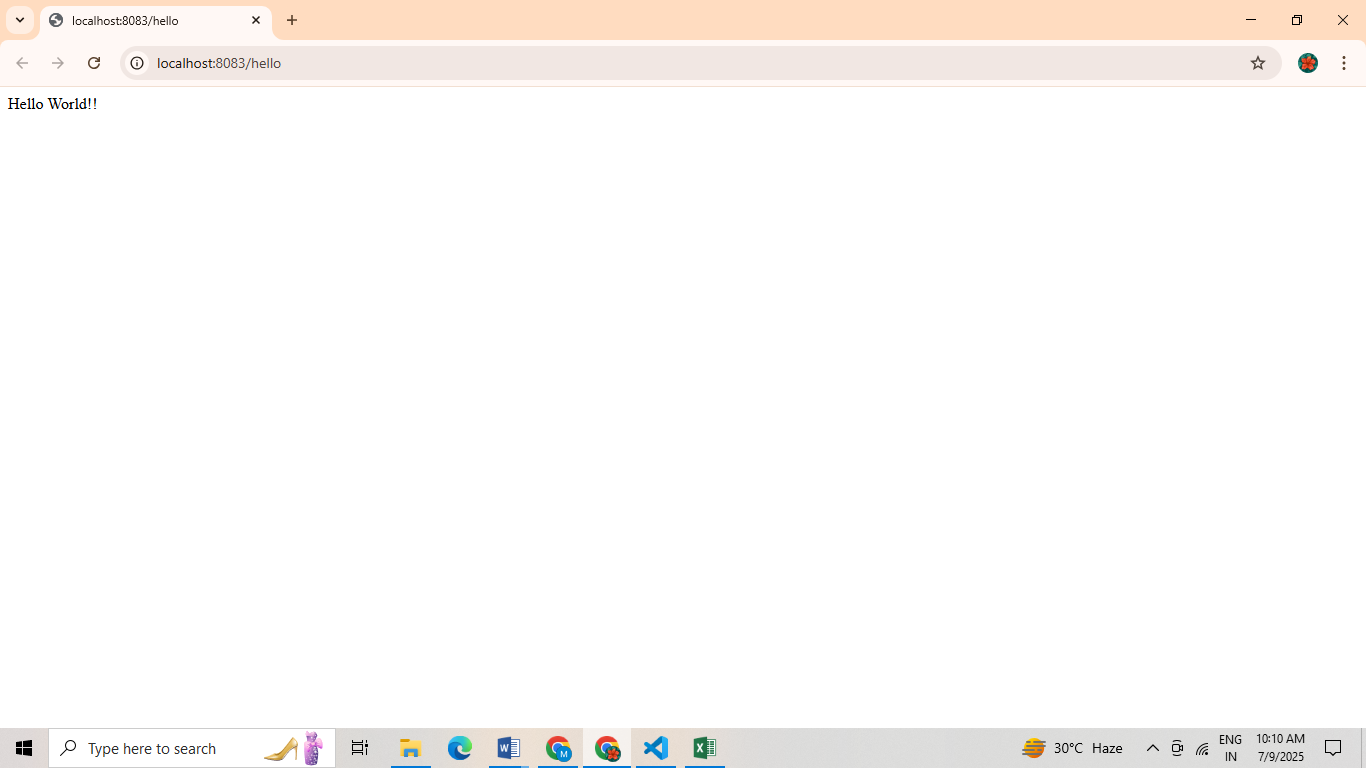 localhost:8083/hello
localhost:8083/hello
Hello World!!
Type here to search
M
30°C Haze
ENG
IN
10:10 AM
7/9/2025